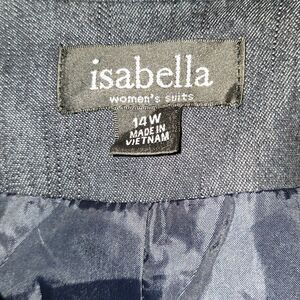 isabella
women's suits
14W
MADE IN
VIETNAM